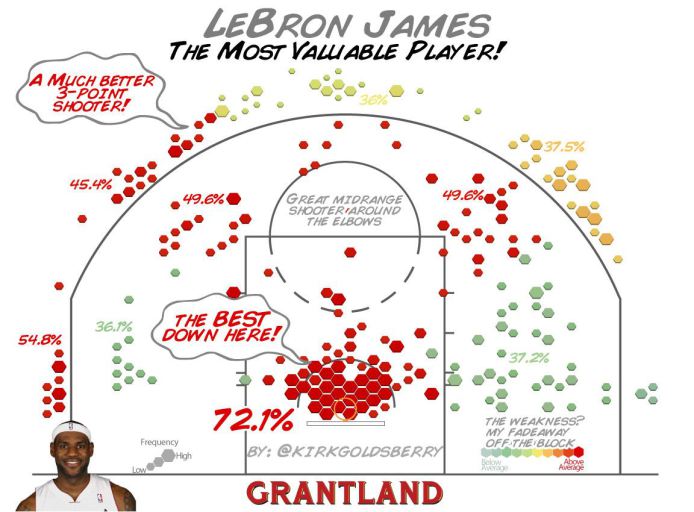 LeBron James
The Most Valuable Player!
A Much better
3-point
shooter!
36%
37.5%
45.4%
49.6%
Great midrange
shooter around
the elbows
49.6%
36.1%
the BEST
down here!
54.8%
37.2%
72.1%
the weakness?
my fadeaway
off the block
by: @kirkgoldsberry
Frequency
Low
High
Below
Average
Above
Average
GRANTLAND